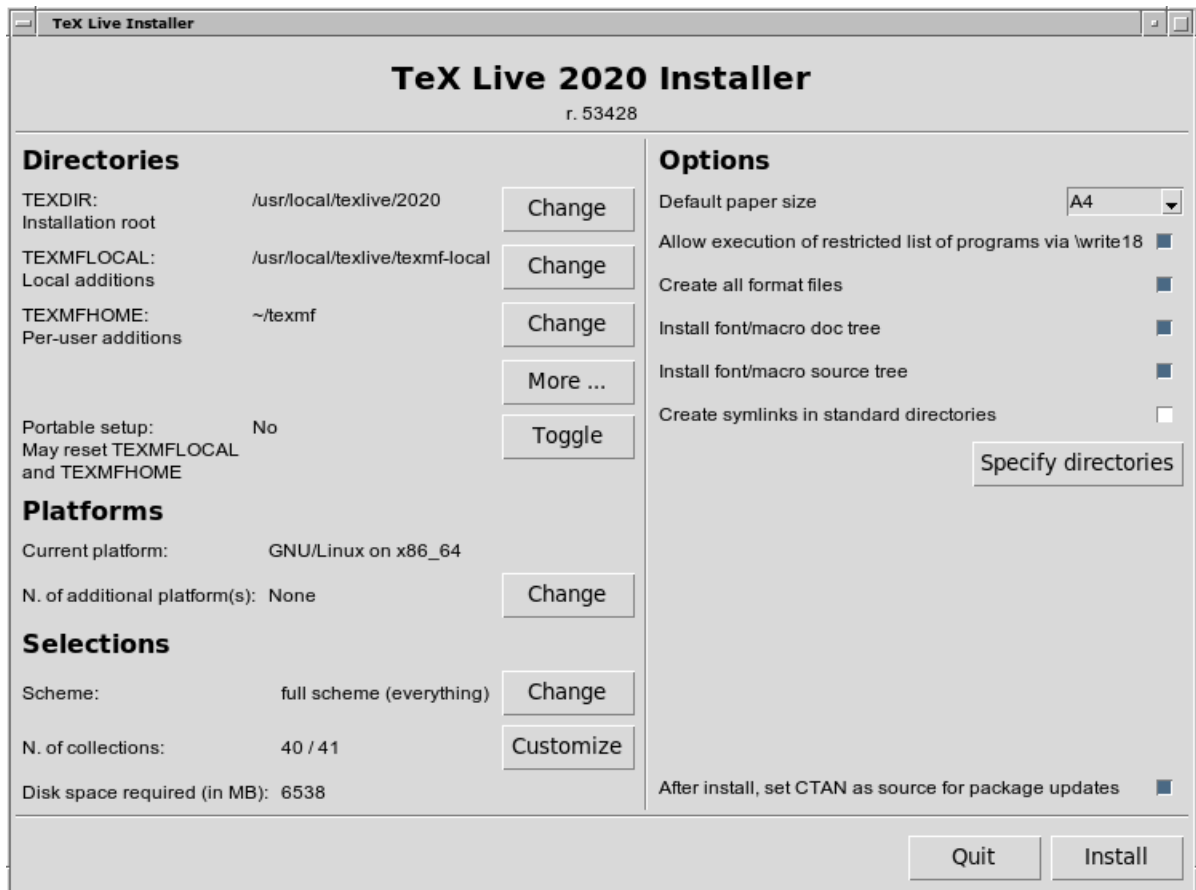 TeX Live Installer
TeX Live 2020 Installer
r. 53428
Directories
TEXDIR: /usr/local/texlive/2020 Change
Installation root
TEXMFLOCAL: /usr/local/texlive/texmf-local Change
Local additions
TEXMFHOME: ~/texmf Change
Per-user additions
More ...
Portable setup: No Toggle
May reset TEXMFLOCAL
and TEXMFHOME
Platforms
Current platform: GNU/Linux on x86_64
N. of additional platform(s): None Change
Selections
Scheme: full scheme (everything) Change
N. of collections: 40 / 41 Customize
Disk space required (in MB): 6538
Options
Default paper size A4
Allow execution of restricted list of programs via \write18
Create all format files
Install font/macro doc tree
Install font/macro source tree
Create symlinks in standard directories
Specify directories
After install, set CTAN as source for package updates
Quit Install